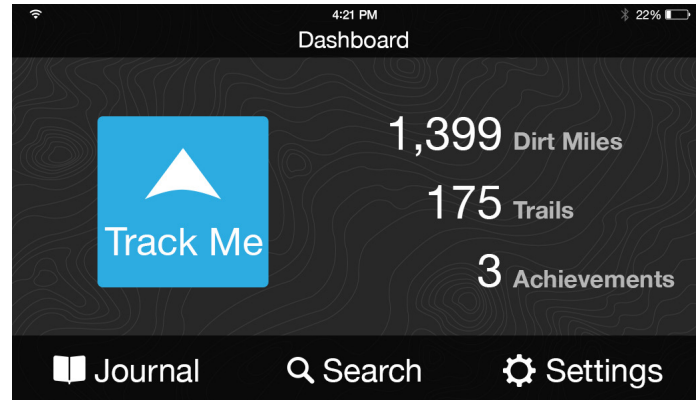 4:21 PM
22%
Dashboard
1,399 Dirt Miles
175 Trails
3 Achievements
Track Me
Journal
Search
Settings